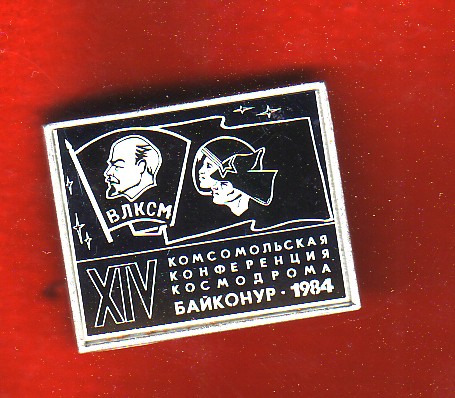 ВЛКСМ
XIV
КОМСОМОЛЬСКАЯ
КОНФЕРЕНЦИЯ
КОСМОДРОМА
БАЙКОНУР · 1984